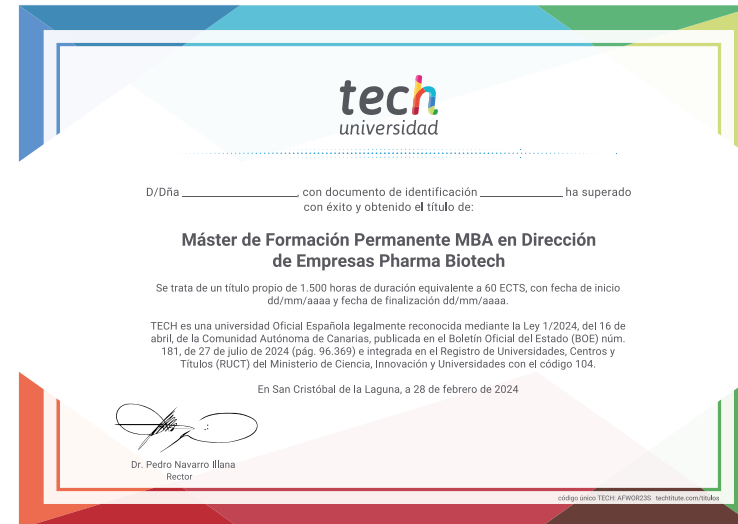 tech
universidad
D/Dña ______________, con documento de identificación ______________ ha superado
con éxito y obtenido el título de:
Máster de Formación Permanente MBA en Dirección
de Empresas Pharma Biotech
Se trata de un título propio de 1.500 horas de duración equivalente a 60 ECTS, con fecha de inicio
dd/mm/aaaa y fecha de finalización dd/mm/aaaa.
TECH es una universidad Oficial Española legalmente reconocida mediante la Ley 1/2024, del 16 de
abril, de la Comunidad Autónoma de Canarias, publicada en el Boletín Oficial del Estado (BOE) núm.
181, de 27 de julio de 2024 (pág. 96.369) e integrada en el Registro de Universidades, Centros y
Títulos (RUCT) del Ministerio de Ciencia, Innovación y Universidades con el código 104.
En San Cristóbal de la Laguna, a 28 de febrero de 2024
Dr. Pedro Navarro Illana
Rector
código único TECH: AFWOR23S techtitute.com/titulos